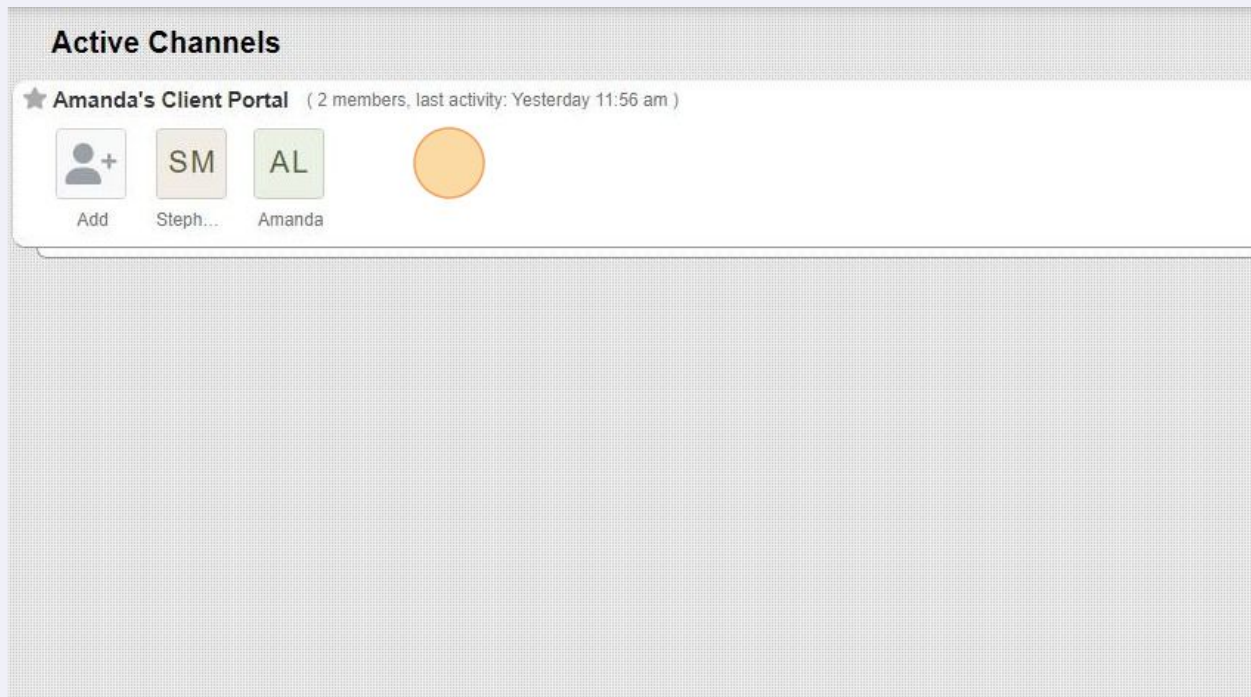 Active Channels
Amanda's Client Portal ( 2 members, last activity: Yesterday 11:56 am )
SM AL
Add Steph... Amanda